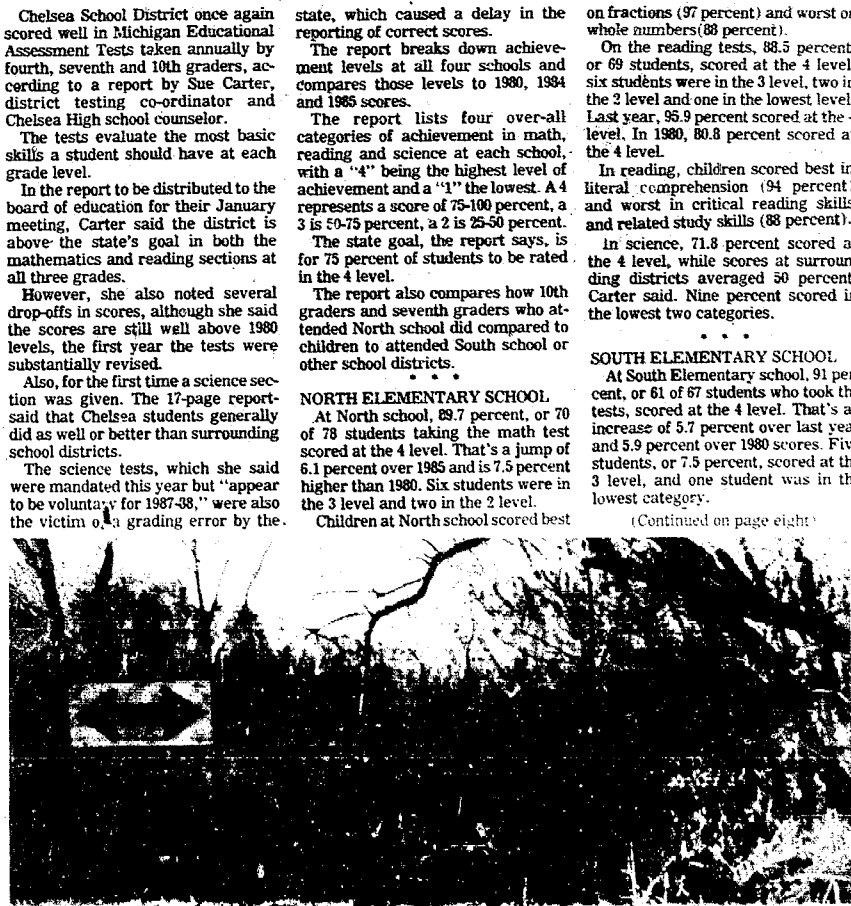 Chelsea School District once again
scored well in Michigan Educational
Assessment Tests taken annually by
fourth, seventh and 10th graders, ac-
cording to a report by Sue Carter,
district testing co-ordinator and
Chelsea High school counselor.
The tests evaluate the most basic
skills a student should have at each
grade level.
In the report to be distributed to the
board of education for their January
meeting, Carter said the district is
above the state's goal in both the
mathematics and reading sections at
all three grades.
However, she also noted several
drop-offs in scores, although she said
the scores are still well above 1980
levels, the first year the tests were
substantially revised.
Also, for the first time a science sec-
tion was given. The 17-page report
said that Chelsea students generally
did as well or better than surrounding
school districts.
The science tests, which she said
were mandated this year but "appear
to be voluntary for 1987-88," were also
the victim of a grading error by the
state, which caused a delay in the
reporting of correct scores.
The report breaks down achieve-
ment levels at all four schools and
compares those levels to 1980, 1984
and 1985 scores.
The report lists four over-all
categories of achievement in math,
reading and science at each school,
with a "4" being the highest level of
achievement and a "1" the lowest. A 4
represents a score of 75-100 percent, a
3 is 50-75 percent, a 2 is 25-50 percent.
The state goal, the report says, is
for 75 percent of students to be rated
in the 4 level.
The report also compares how 10th
graders and seventh graders who at-
tended North school did compared to
children to attended South school or
other school districts.
* * *
NORTH ELEMENTARY SCHOOL
At North school, 89.7 percent, or 70
of 78 students taking the math test
scored at the 4 level. That's a jump of
6.1 percent over 1985 and is 7.5 percent
higher than 1980. Six students were in
the 3 level and two in the 2 level.
Children at North school scored best
on fractions (97 percent) and worst on
whole numbers (88 percent).
On the reading tests, 88.5 percent
or 69 students, scored at the 4 level
six students were in the 3 level, two in
the 2 level and one in the lowest level
Last year, 95.9 percent scored at the
level. In 1980, 80.8 percent scored a
the 4 level.
In reading, children scored best in
literal comprehension (94 percent)
and worst in critical reading skills
and related study skills (88 percent).
In science, 71.8 percent scored a
the 4 level, while scores at surroun
ding districts averaged 50 percent
Carter said. Nine percent scored in
the lowest two categories.
* * *
SOUTH ELEMENTARY SCHOOL
At South Elementary school, 91 per
cent, or 61 of 67 students who took th
tests, scored at the 4 level. That's a
increase of 5.7 percent over last yea
and 5.9 percent over 1980 scores. Fiv
students, or 7.5 percent, scored at th
3 level, and one student was in th
lowest category.
(Continued on page eight)